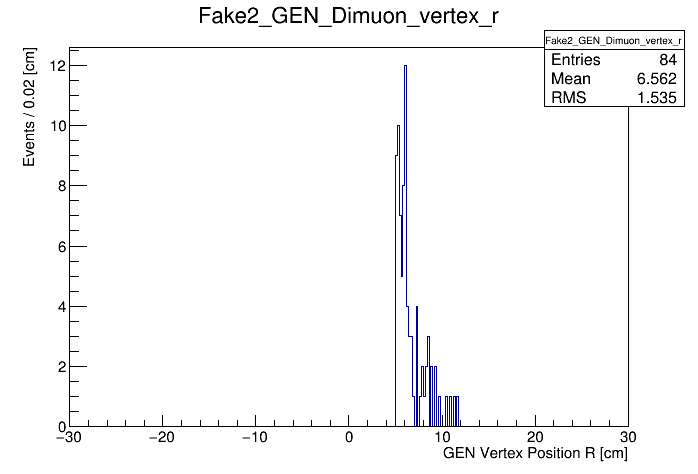 Fake2_GEN_Dimuon_vertex_r
Fake2_GEN_Dimuon_vertex_r
Entries 84
Mean 6.562
RMS 1.535
Events / 0.02 [cm]
12
10
8
6
4
2
0
−30 −20 −10 0 10 20 30
GEN Vertex Position R [cm]